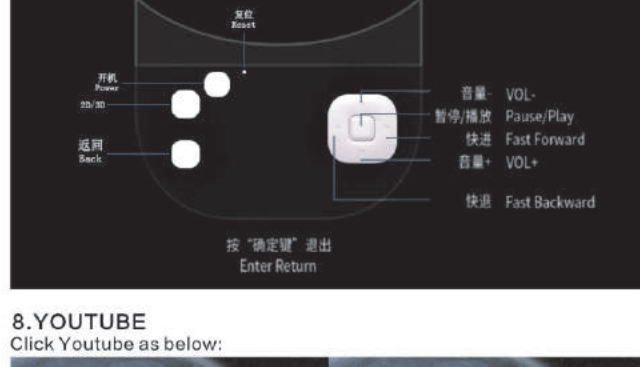 复位
Reset
开机
Power
2D/3D
返回
Back
音量- VOL-
暂停/播放 Pause/Play
快进 Fast Forward
音量+ VOL+
快退 Fast Backward
按“确定键”退出
Enter Return
8.YOUTUBE
Click Youtube as below: